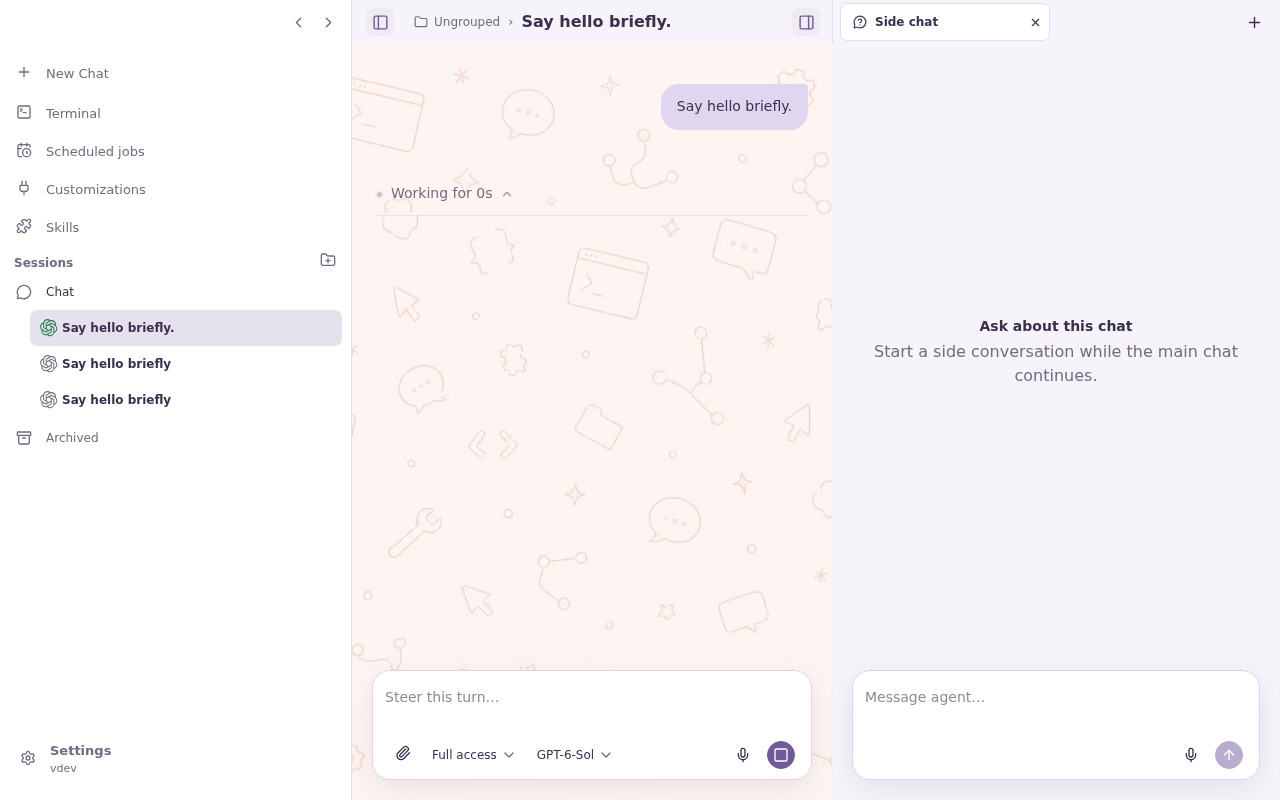 New Chat
Terminal
Scheduled jobs
Customizations
Skills
Sessions
Chat
Say hello briefly.
Say hello briefly
Say hello briefly
Archived
Settings
vdev
Ungrouped › Say hello briefly.
Say hello briefly.
Working for 0s
Steer this turn...
Full access
GPT-6-Sol
Side chat
Ask about this chat
Start a side conversation while the main chat
continues.
Message agent...